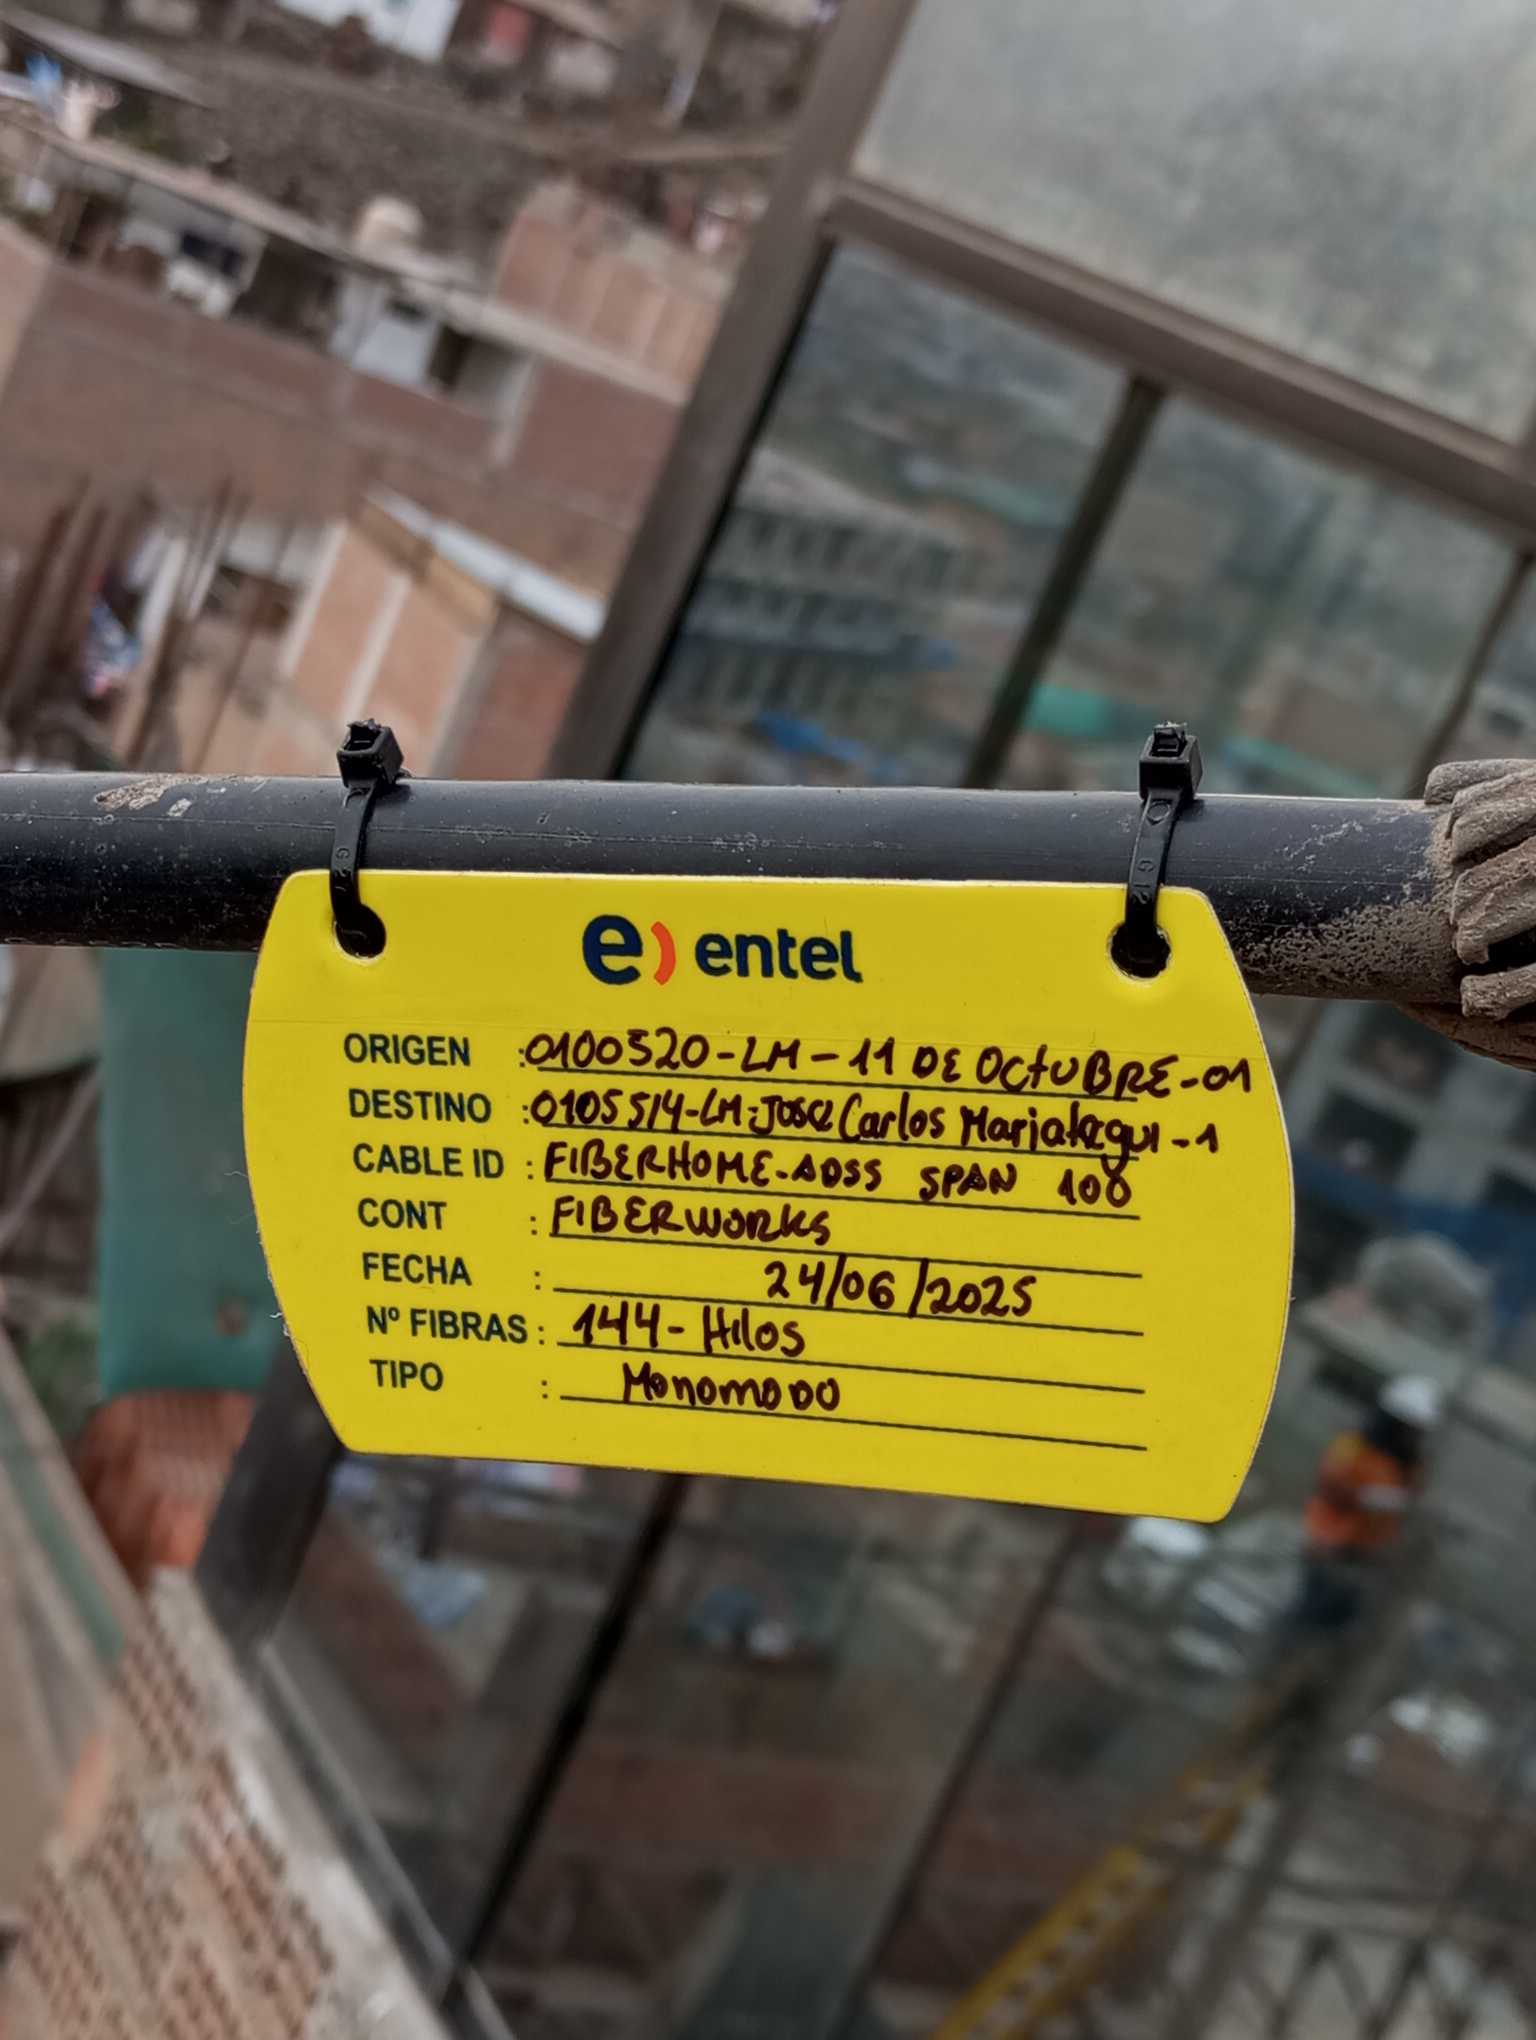 e) entel
ORIGEN : 0100520-LM-11 DE OCTUBRE-01
DESTINO : 0105514-LM-JOSE Carlos Mariategui-1
CABLE ID : FIBERHOME-ADSS SPAN 100
CONT : FIBERWORKS
FECHA : 24/06/2025
Nº FIBRAS : 144-Hilos
TIPO : Monomodo